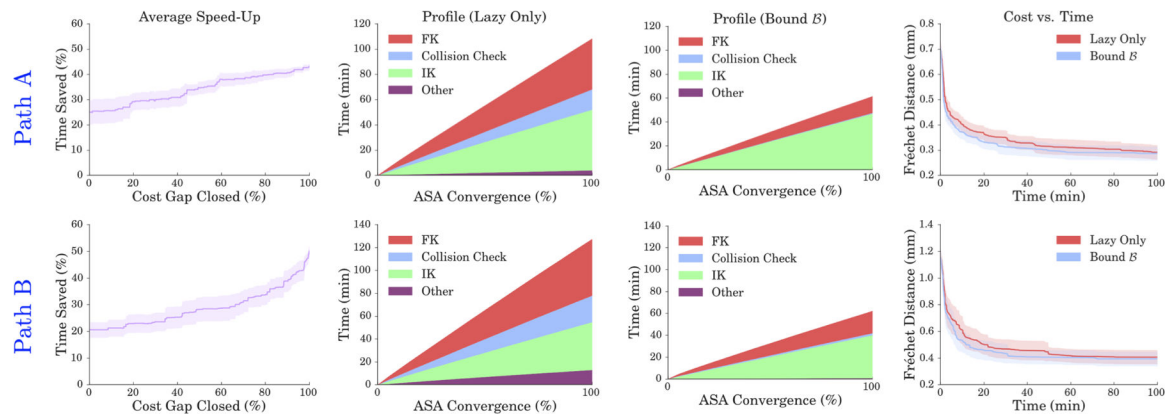 Average Speed-Up
Profile (Lazy Only)
Profile (Bound ℬ)
Cost vs. Time
Path A
Time Saved (%)
60
50
40
30
20
10
0
0 20 40 60 80 100
Cost Gap Closed (%)
Time (min)
120
100
80
60
40
20
0
FK
Collision Check
IK
Other
0 100
ASA Convergence (%)
Time (min)
120
100
80
60
40
20
0
FK
Collision Check
IK
Other
0 100
ASA Convergence (%)
Fréchet Distance (mm)
0.8
0.7
0.6
0.5
0.4
0.3
0.2
Lazy Only
Bound ℬ
0 20 40 60 80 100
Time (min)
Path B
Time Saved (%)
60
50
40
30
20
10
0
0 20 40 60 80 100
Cost Gap Closed (%)
Time (min)
140
120
100
80
60
40
20
0
FK
Collision Check
IK
Other
0 100
ASA Convergence (%)
Time (min)
140
120
100
80
60
40
20
0
FK
Collision Check
IK
Other
0 100
ASA Convergence (%)
Fréchet Distance (mm)
1.4
1.2
1.0
0.8
0.6
0.4
0.2
Lazy Only
Bound ℬ
0 20 40 60 80 100
Time (min)